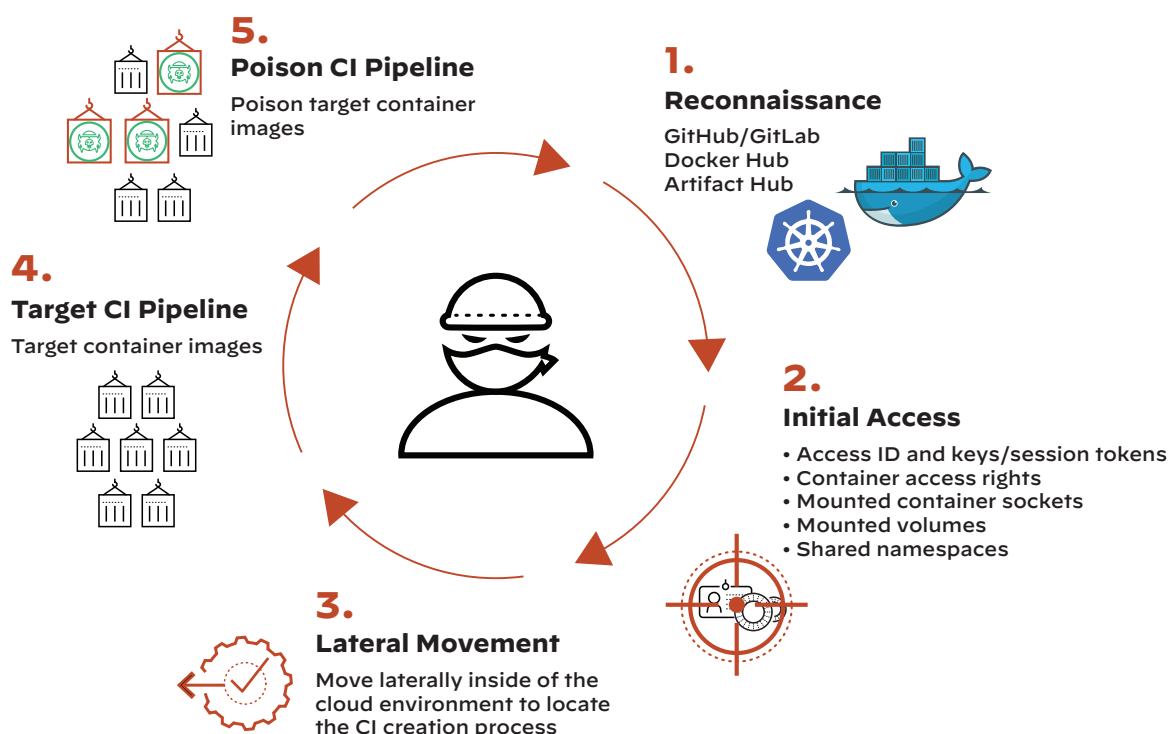 1.
Reconnaissance
GitHub/GitLab
Docker Hub
Artifact Hub
2.
Initial Access
• Access ID and keys/session tokens
• Container access rights
• Mounted container sockets
• Mounted volumes
• Shared namespaces
3.
Lateral Movement
Move laterally inside of the
cloud environment to locate
the CI creation process
4.
Target CI Pipeline
Target container images
5.
Poison CI Pipeline
Poison target container
images